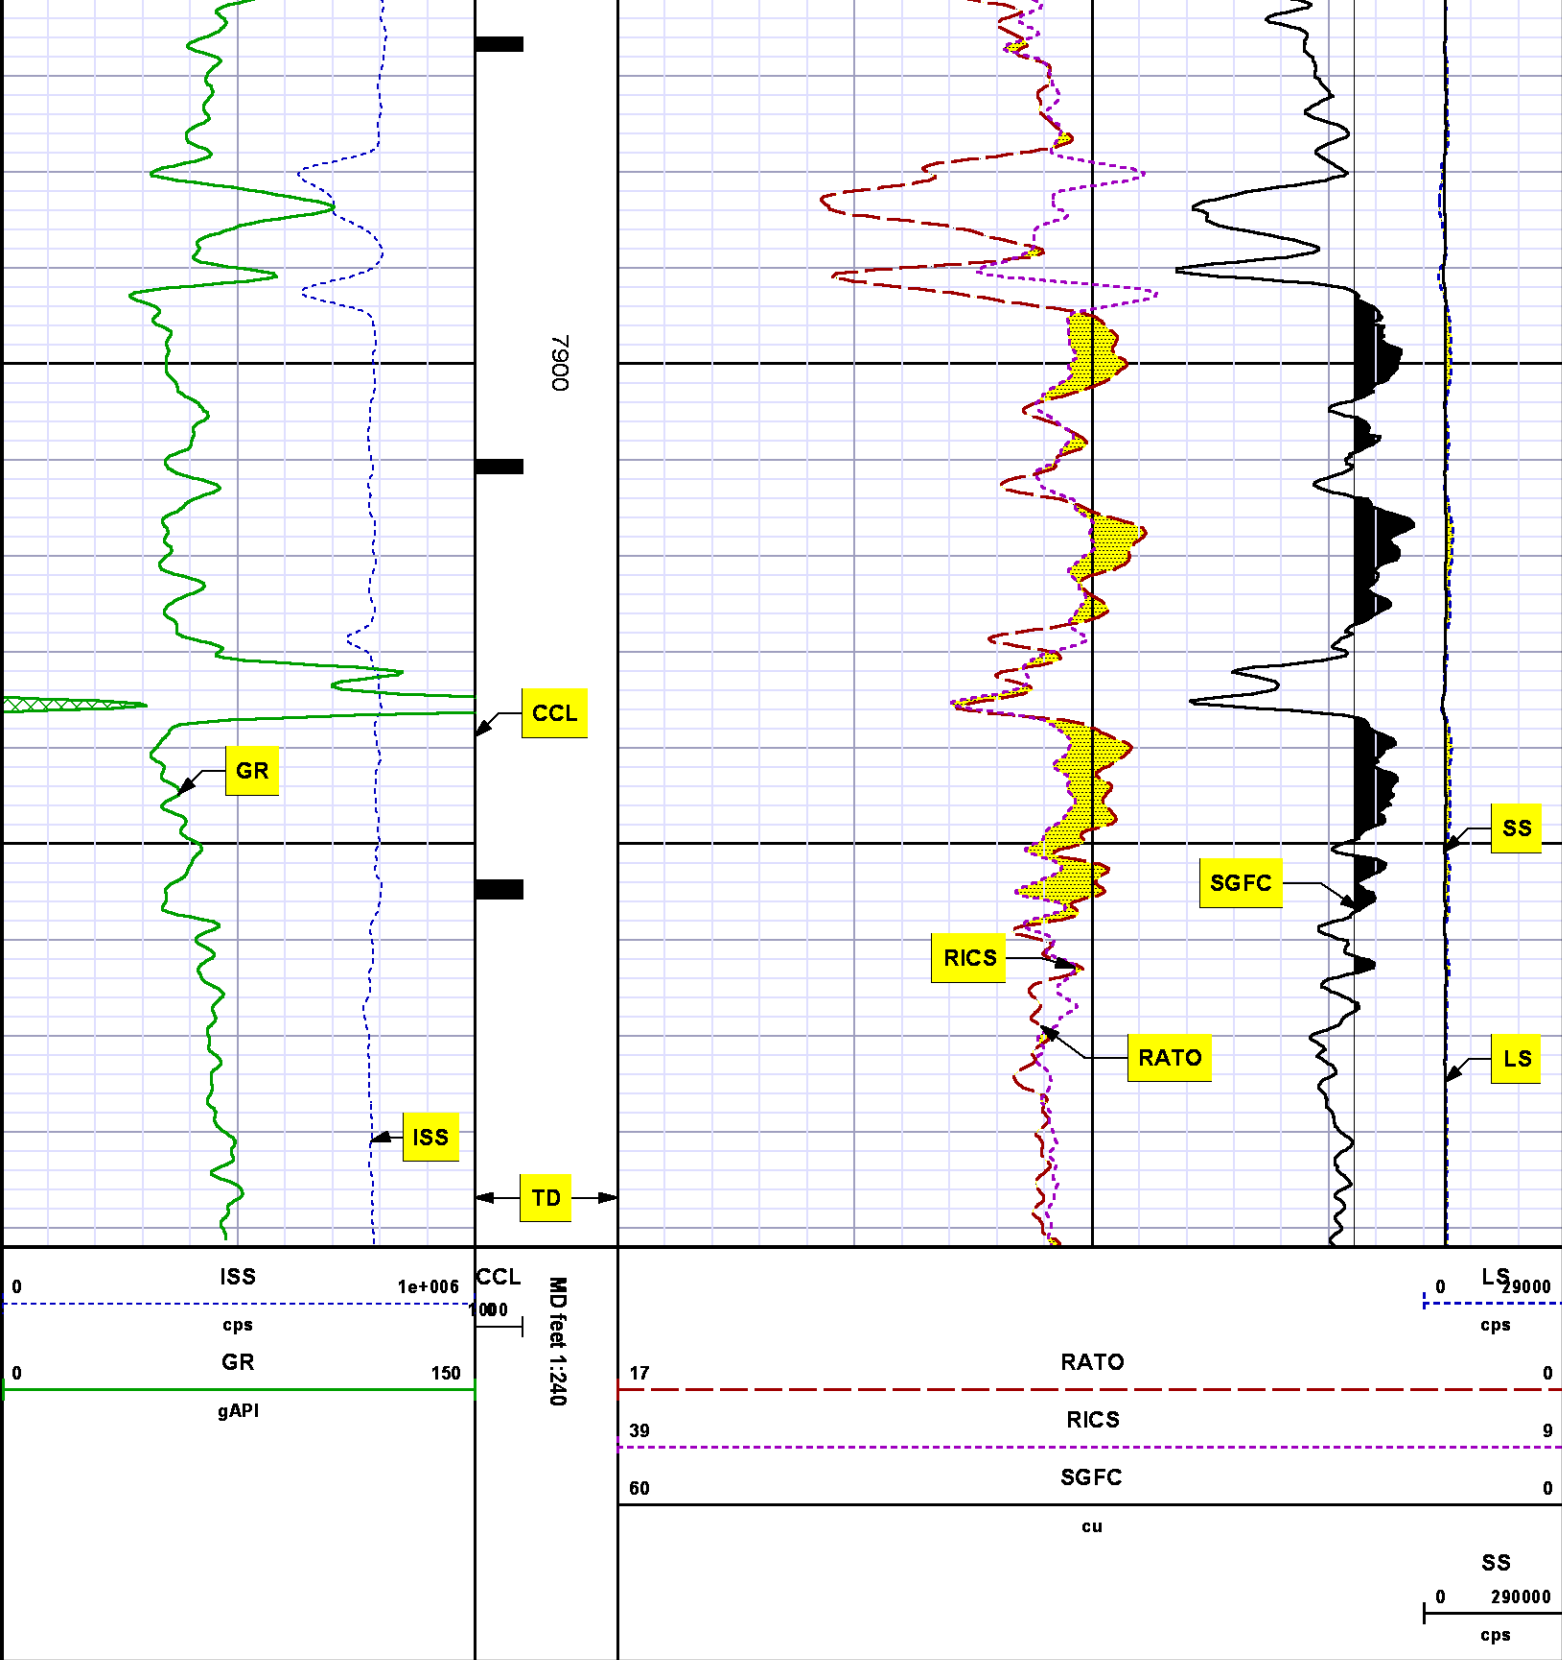 7900
CCL
GR
SS
SGFC
RICS
RATO
LS
ISS
TD
ISS
0 1e+006
cps
GR
0 150
gAPI
CCL
MD feet 1:240
LS
0 29000
cps
RATO
17 0
RICS
39 9
SGFC
60 0
cu
SS
0 290000
cps